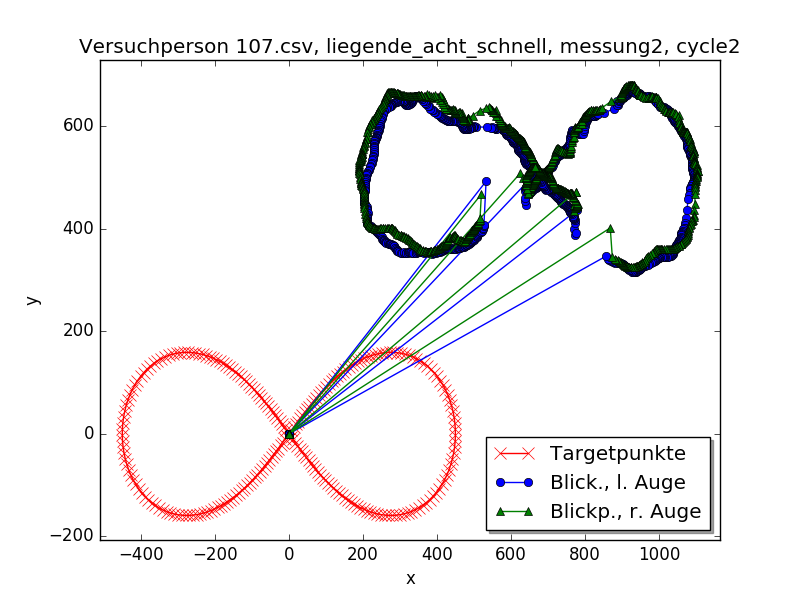 Versuchperson 107.csv, liegende_acht_schnell, messung2, cycle2
y
600
400
200
0
−200
−400
−200
0
200
400
600
800
1000
x
Targetpunkte
Blick., l. Auge
Blickp., r. Auge